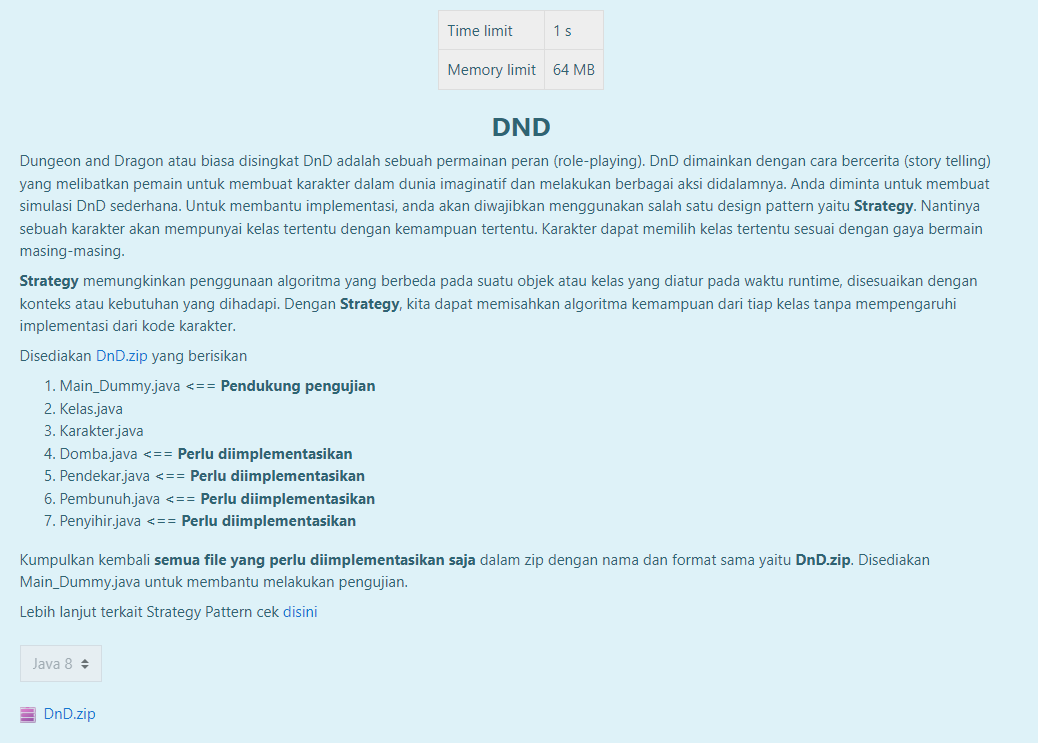 Time limit 1 s
Memory limit 64 MB
DND
Dungeon and Dragon atau biasa disingkat DnD adalah sebuah permainan peran (role-playing). DnD dimainkan dengan cara bercerita (story telling)
yang melibatkan pemain untuk membuat karakter dalam dunia imaginatif dan melakukan berbagai aksi didalamnya. Anda diminta untuk membuat
simulasi DnD sederhana. Untuk membantu implementasi, anda akan diwajibkan menggunakan salah satu design pattern yaitu Strategy. Nantinya
sebuah karakter akan mempunyai kelas tertentu dengan kemampuan tertentu. Karakter dapat memilih kelas tertentu sesuai dengan gaya bermain
masing-masing.
Strategy memungkinkan penggunaan algoritma yang berbeda pada suatu objek atau kelas yang diatur pada waktu runtime, disesuaikan dengan
konteks atau kebutuhan yang dihadapi. Dengan Strategy, kita dapat memisahkan algoritma kemampuan dari tiap kelas tanpa mempengaruhi
implementasi dari kode karakter.
Disediakan DnD.zip yang berisikan
1. Main_Dummy.java <== Pendukung pengujian
2. Kelas.java
3. Karakter.java
4. Domba.java <== Perlu diimplementasikan
5. Pendekar.java <== Perlu diimplementasikan
6. Pembunuh.java <== Perlu diimplementasikan
7. Penyihir.java <== Perlu diimplementasikan
Kumpulkan kembali semua file yang perlu diimplementasikan saja dalam zip dengan nama dan format sama yaitu DnD.zip. Disediakan
Main_Dummy.java untuk membantu melakukan pengujian.
Lebih lanjut terkait Strategy Pattern cek disini
Java 8
DnD.zip